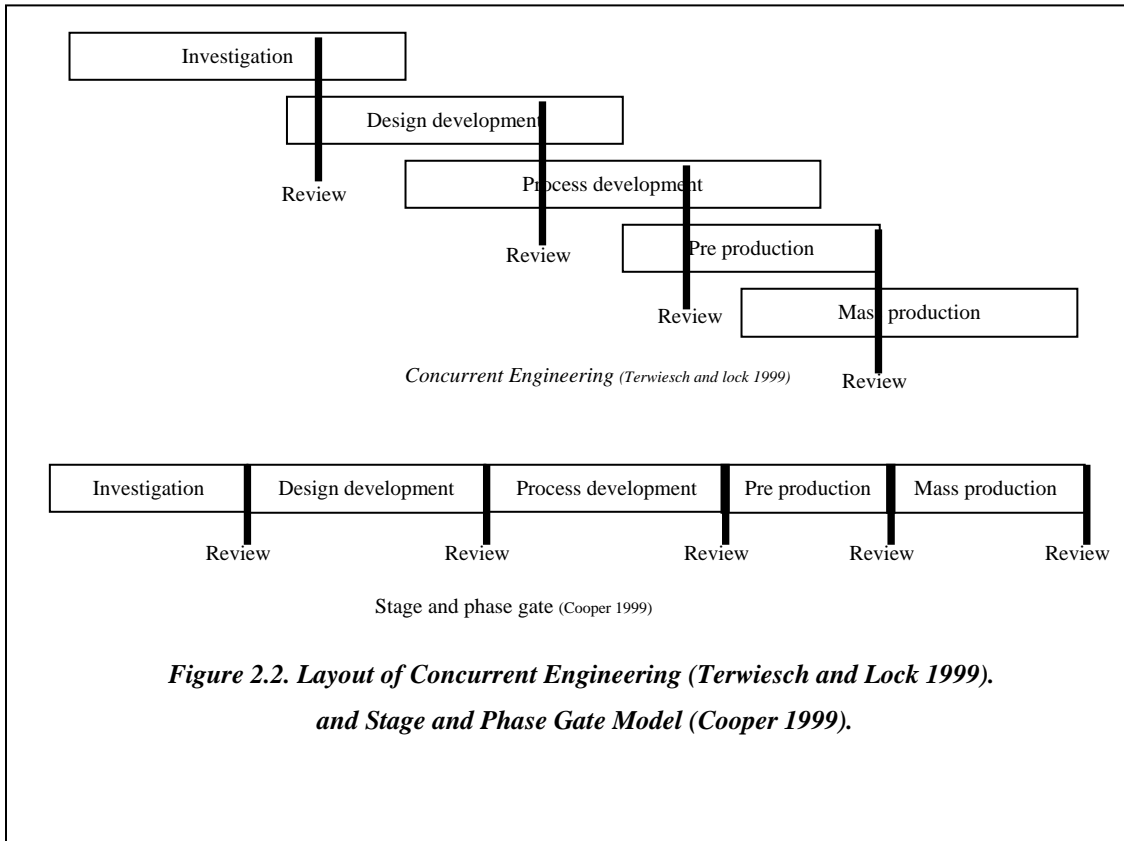 Investigation
Design development
Review
Process development
Review
Pre production
Review
Mass production
Review
Concurrent Engineering (Terwiesch and lock 1999)
Investigation
Design development
Process development
Pre production
Mass production
Review
Review
Review
Review
Review
Stage and phase gate (Cooper 1999)
Figure 2.2. Layout of Concurrent Engineering (Terwiesch and Lock 1999).
and Stage and Phase Gate Model (Cooper 1999).